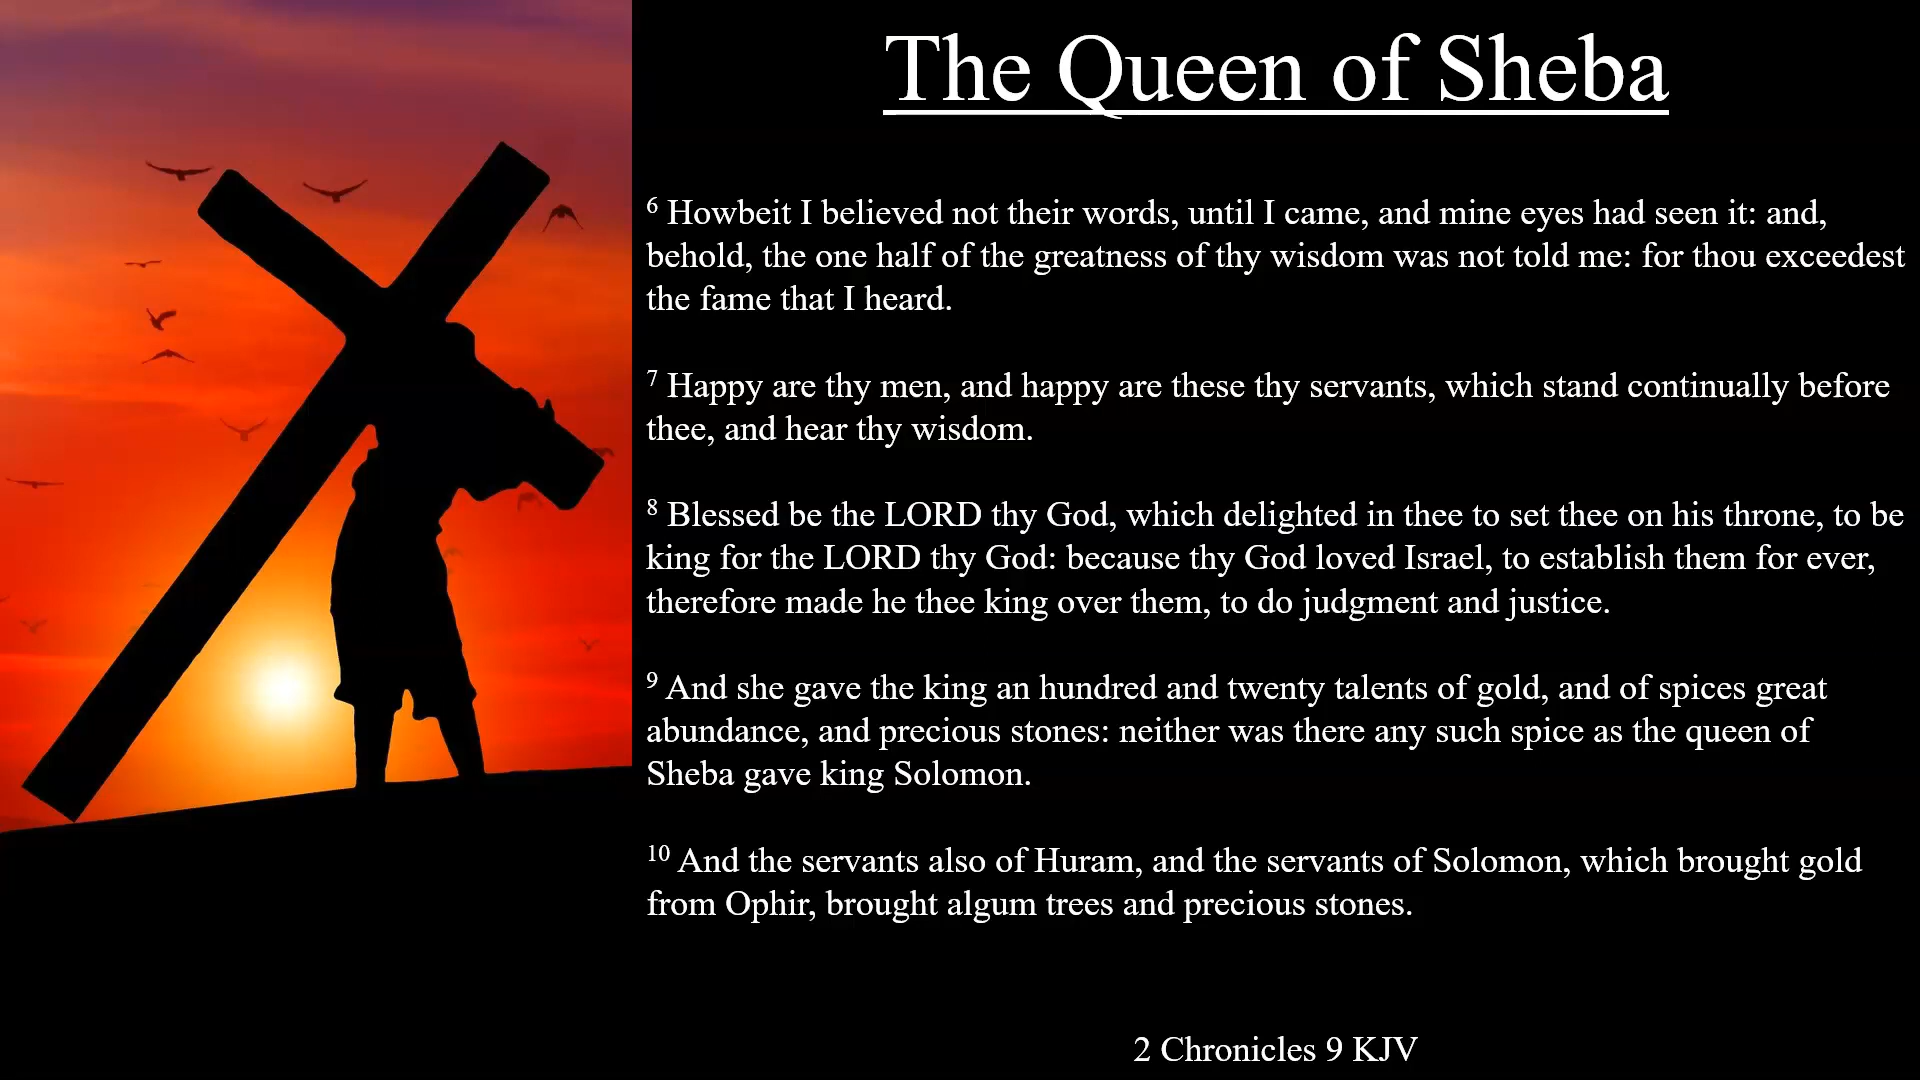 The Queen of Sheba
6 Howbeit I believed not their words, until I came, and mine eyes had seen it: and,
behold, the one half of the greatness of thy wisdom was not told me: for thou exceedest
the fame that I heard.
7 Happy are thy men, and happy are these thy servants, which stand continually before
thee, and hear thy wisdom.
8 Blessed be the LORD thy God, which delighted in thee to set thee on his throne, to be
king for the LORD thy God: because thy God loved Israel, to establish them for ever,
therefore made he thee king over them, to do judgment and justice.
9 And she gave the king an hundred and twenty talents of gold, and of spices great
abundance, and precious stones: neither was there any such spice as the queen of
Sheba gave king Solomon.
10 And the servants also of Huram, and the servants of Solomon, which brought gold
from Ophir, brought algum trees and precious stones.
2 Chronicles 9 KJV